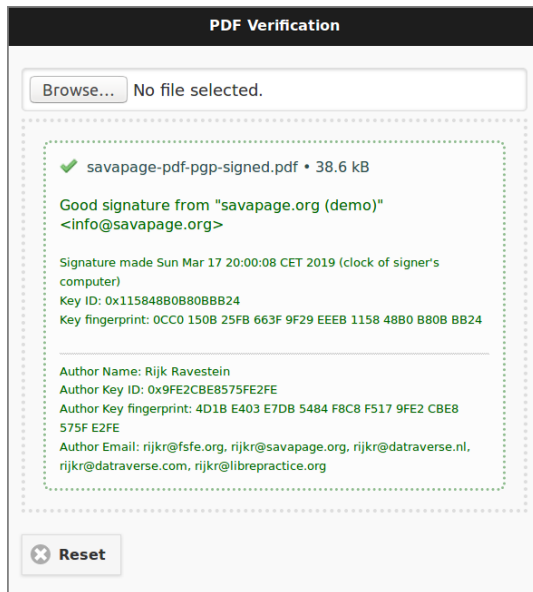 PDF Verification
Browse... No file selected.
savapage-pdf-pgp-signed.pdf • 38.6 kB
Good signature from "savapage.org (demo)"
<info@savapage.org>
Signature made Sun Mar 17 20:00:08 CET 2019 (clock of signer's
computer)
Key ID: 0x115848B0B80BBB24
Key fingerprint: 0CC0 150B 25FB 663F 9F29 EEEB 1158 48B0 B80B BB24
Author Name: Rijk Ravestein
Author Key ID: 0x9FE2CBE8575FE2FE
Author Key fingerprint: 4D1B E403 E7DB 5484 F8C8 F517 9FE2 CBE8
575F E2FE
Author Email: rijkr@fsfe.org, rijkr@savapage.org, rijkr@datraverse.nl,
rijkr@datraverse.com, rijkr@librepractice.org
Reset